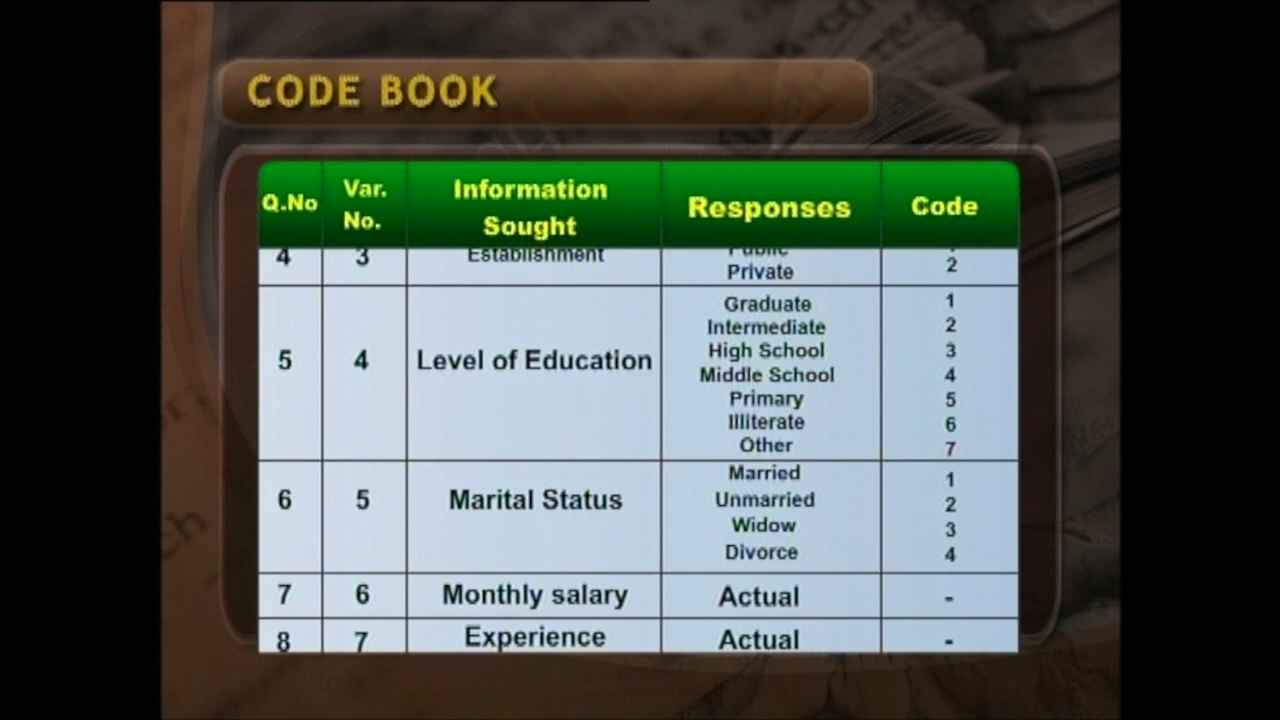 CODE BOOK
Q.No Var. No. Information Sought Responses Code
4 3 Establishment Public
Private 2
5 4 Level of Education Graduate 1
Intermediate 2
High School 3
Middle School 4
Primary 5
Illiterate 6
Other 7
6 5 Marital Status Married 1
Unmarried 2
Widow 3
Divorce 4
7 6 Monthly salary Actual -
8 7 Experience Actual -